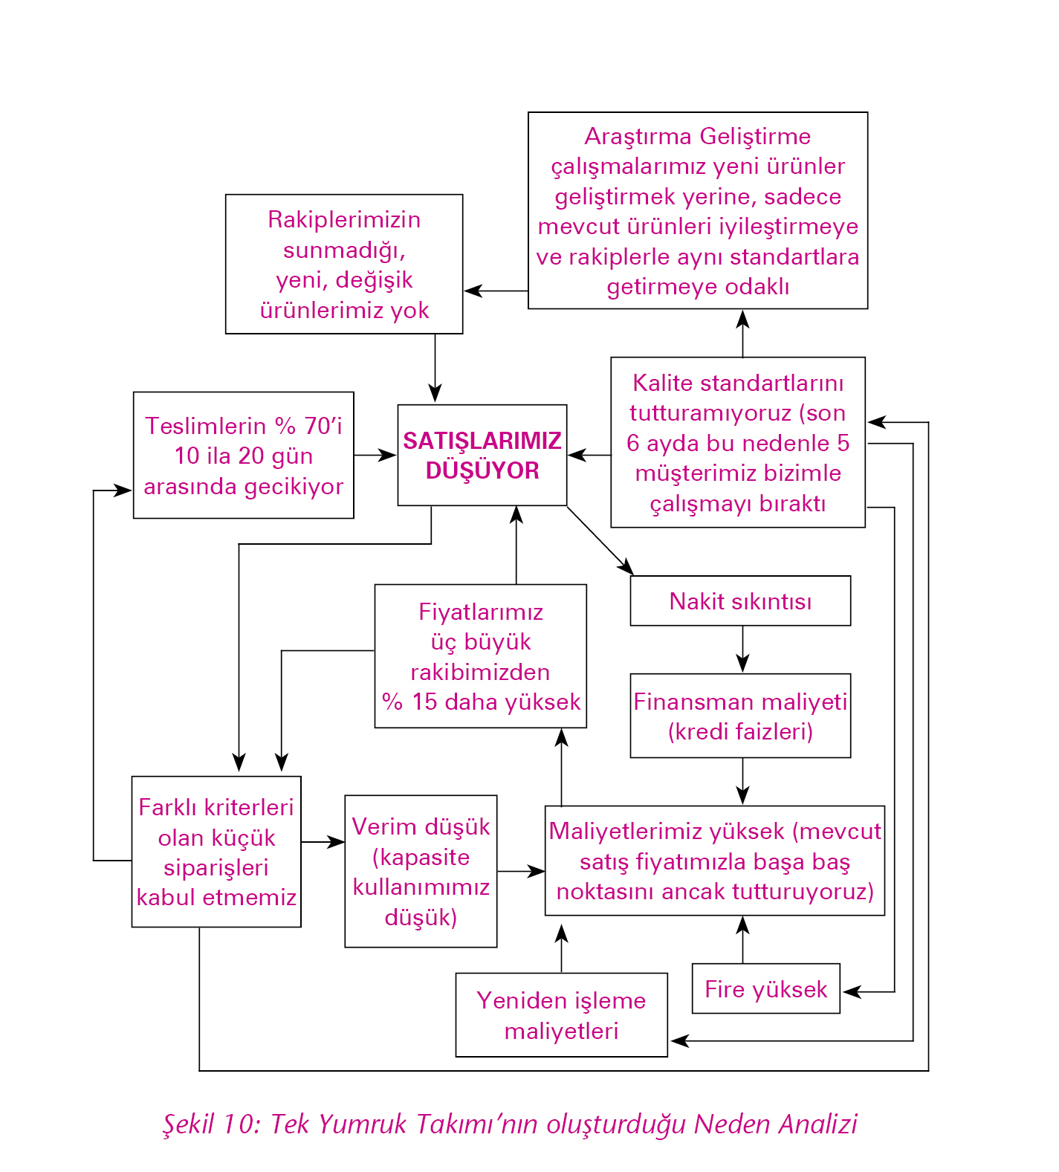 Araştırma Geliştirme
çalışmalarımız yeni ürünler
geliştirmek yerine, sadece
mevcut ürünleri iyileştirmeye
ve rakiplerle aynı standartlara
getirmeye odaklı
Rakiplerimizin
sunmadığı,
yeni, değişik
ürünlerimiz yok
Kalite standartlarını
tutturamıyoruz (son
6 ayda bu nedenle 5
müşterimiz bizimle
çalışmayı bıraktı
Teslimlerin % 70’i
10 ila 20 gün
arasında gecikiyor
SATIŞLARIMIZ
DÜŞÜYOR
Nakit sıkıntısı
Fiyatlarımız
üç büyük
rakibimizden
% 15 daha yüksek
Finansman maliyeti
(kredi faizleri)
Farklı kriterleri
olan küçük
siparişleri
kabul etmemiz
Verim düşük
(kapasite
kullanımımız
düşük)
Maliyetlerimiz yüksek (mevcut
satış fiyatımızla başa baş
noktasını ancak tutturuyoruz)
Fire yüksek
Yeniden işleme
maliyetleri
Şekil 10: Tek Yumruk Takımı’nın oluşturduğu Neden Analizi